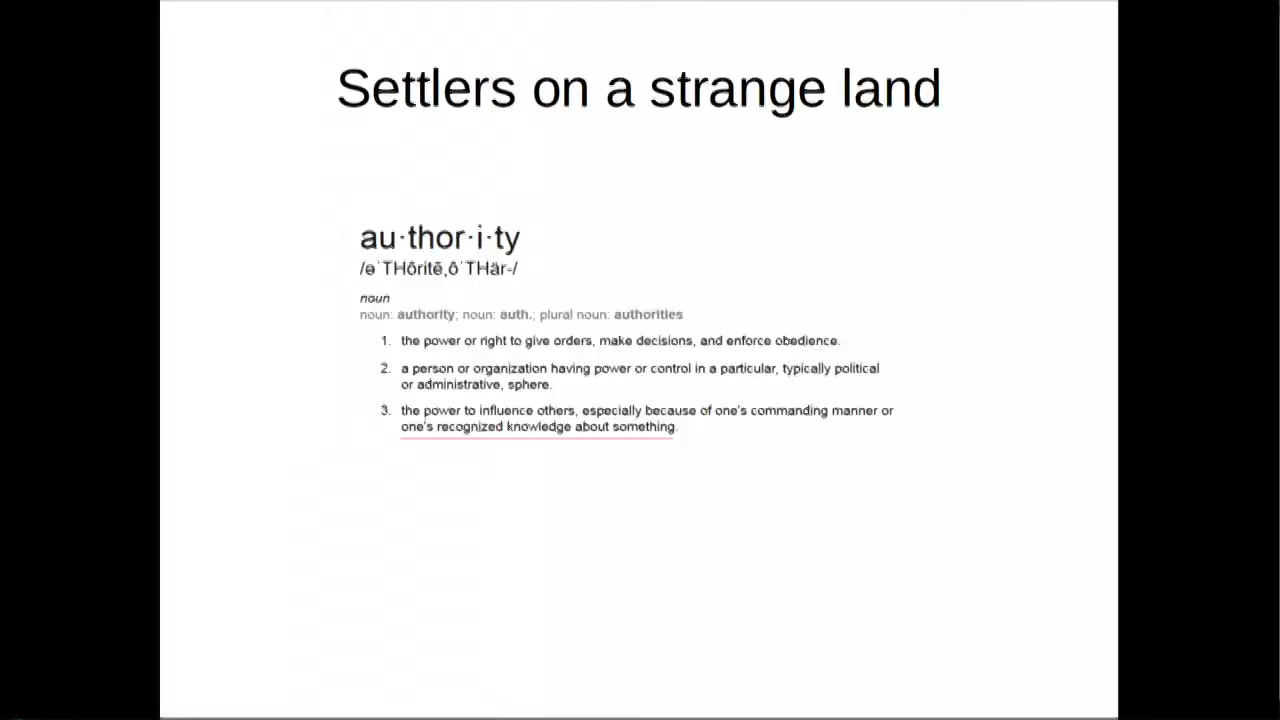 Settlers on a strange land
au·thor·i·ty
/əˈTHôritē,ôˈTHär-/
noun
noun: authority; noun: auth.; plural noun: authorities
1. the power or right to give orders, make decisions, and enforce obedience.
2. a person or organization having power or control in a particular, typically political
or administrative, sphere.
3. the power to influence others, especially because of one's commanding manner or
one's recognized knowledge about something.